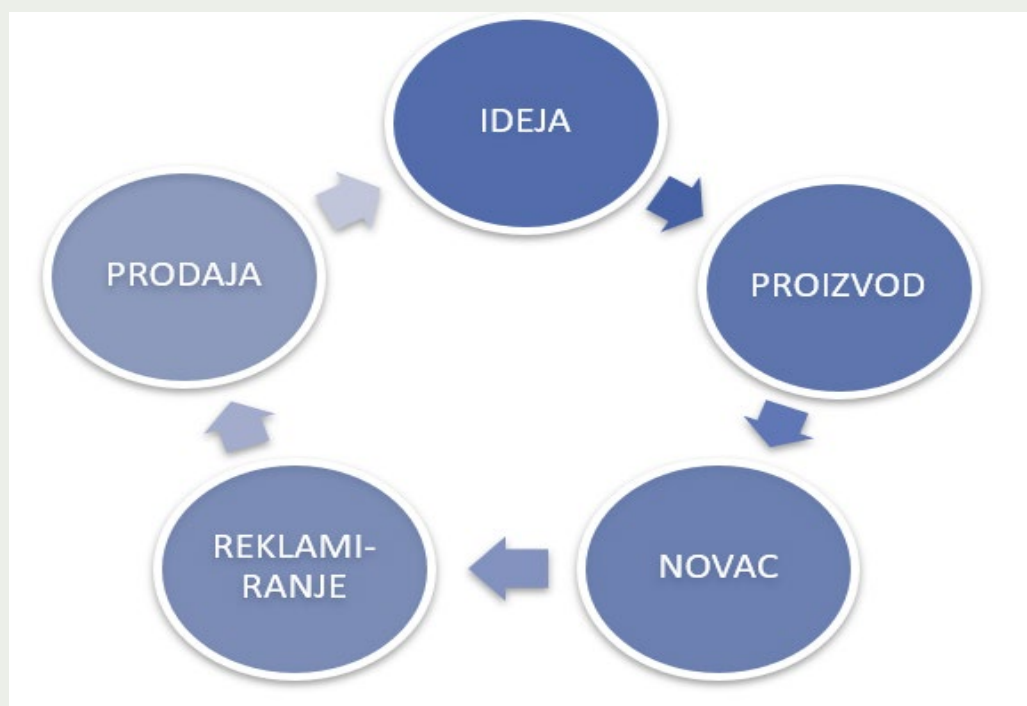 IDEJA
PROIZVOD
NOVAC
REKLAMI-
RANJE
PRODAJA